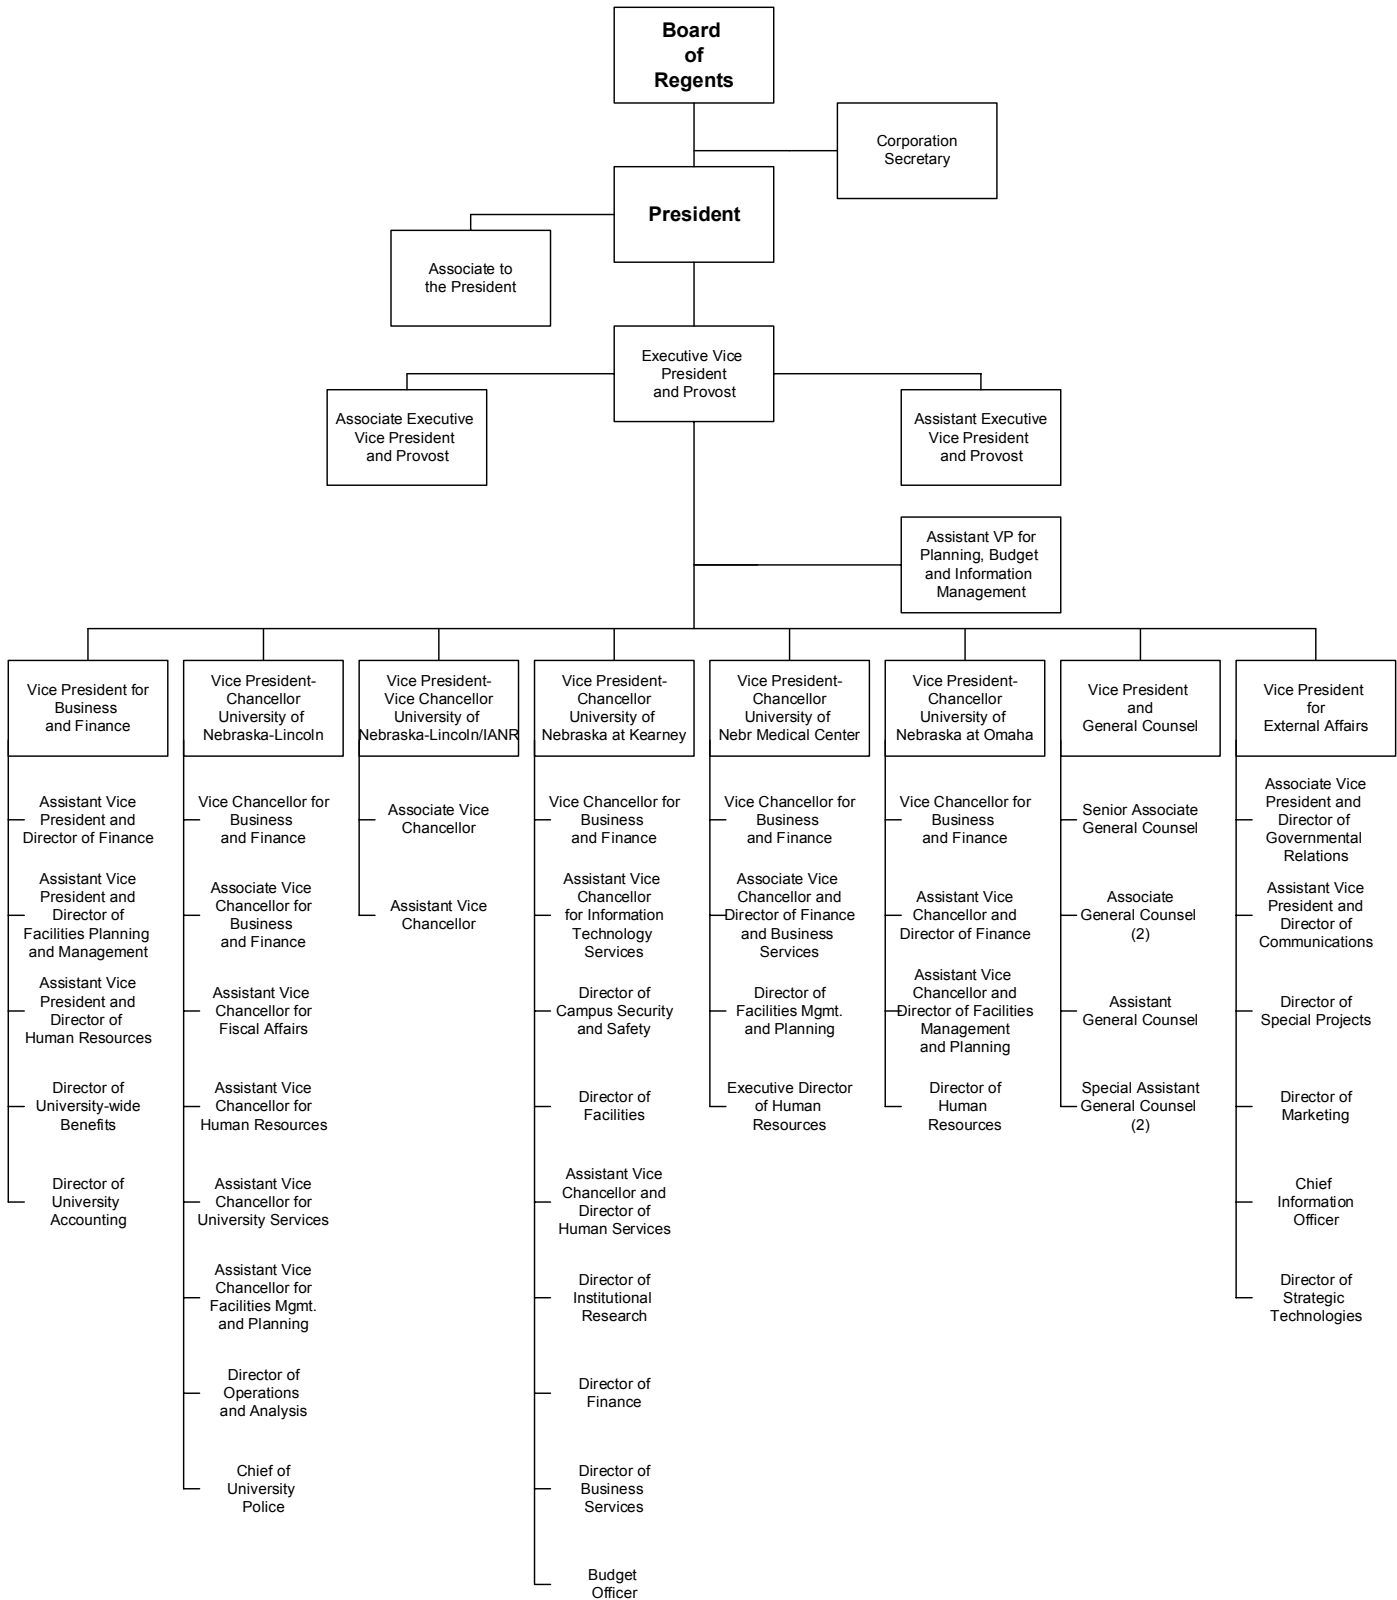 Board
of
Regents
Corporation
Secretary
President
Associate to
the President
Executive Vice
President
and Provost
Associate Executive
Vice President
and Provost
Assistant Executive
Vice President
and Provost
Assistant VP for
Planning, Budget
and Information
Management
Vice President for
Business
and Finance
Assistant Vice
President and
Director of Finance
Assistant Vice
President and
Director of
Facilities Planning
and Management
Assistant Vice
President and
Director of
Human Resources
Director of
University-wide
Benefits
Director of
University
Accounting
Vice President-
Chancellor
University of
Nebraska-Lincoln
Vice Chancellor for
Business
and Finance
Associate Vice
Chancellor for
Business
and Finance
Assistant Vice
Chancellor for
Fiscal Affairs
Assistant Vice
Chancellor for
Human Resources
Assistant Vice
Chancellor for
University Services
Assistant Vice
Chancellor for
Facilities Mgmt.
and Planning
Director of
Operations
and Analysis
Chief of
University
Police
Vice President-
Vice Chancellor
University of
Nebraska-Lincoln/IANR
Associate Vice
Chancellor
Assistant Vice
Chancellor
Vice President-
Chancellor
University of
Nebraska at Kearney
Vice Chancellor for
Business
and Finance
Assistant Vice
Chancellor
for Information
Technology
Services
Director of
Campus Security
and Safety
Director of
Facilities
Assistant Vice
Chancellor and
Director of
Human Services
Director of
Institutional
Research
Director of
Finance
Director of
Business
Services
Budget
Officer
Vice President-
Chancellor
University of
Nebr Medical Center
Vice Chancellor for
Business
and Finance
Associate Vice
Chancellor and
Director of Finance
and Business
Services
Director of
Facilities Mgmt.
and Planning
Executive Director
of Human
Resources
Vice President-
Chancellor
University of
Nebraska at Omaha
Vice Chancellor for
Business
and Finance
Assistant Vice
Chancellor and
Director of Finance
Assistant Vice
Chancellor and
Director of Facilities
Management
and Planning
Director of
Human
Resources
Vice President
and
General Counsel
Senior Associate
General Counsel
Associate
General Counsel
(2)
Assistant
General Counsel
Special Assistant
General Counsel
(2)
Vice President
for
External Affairs
Associate Vice
President and
Director of
Governmental
Relations
Assistant Vice
President and
Director of
Communications
Director of
Special Projects
Director of
Marketing
Chief
Information
Officer
Director of
Strategic
Technologies